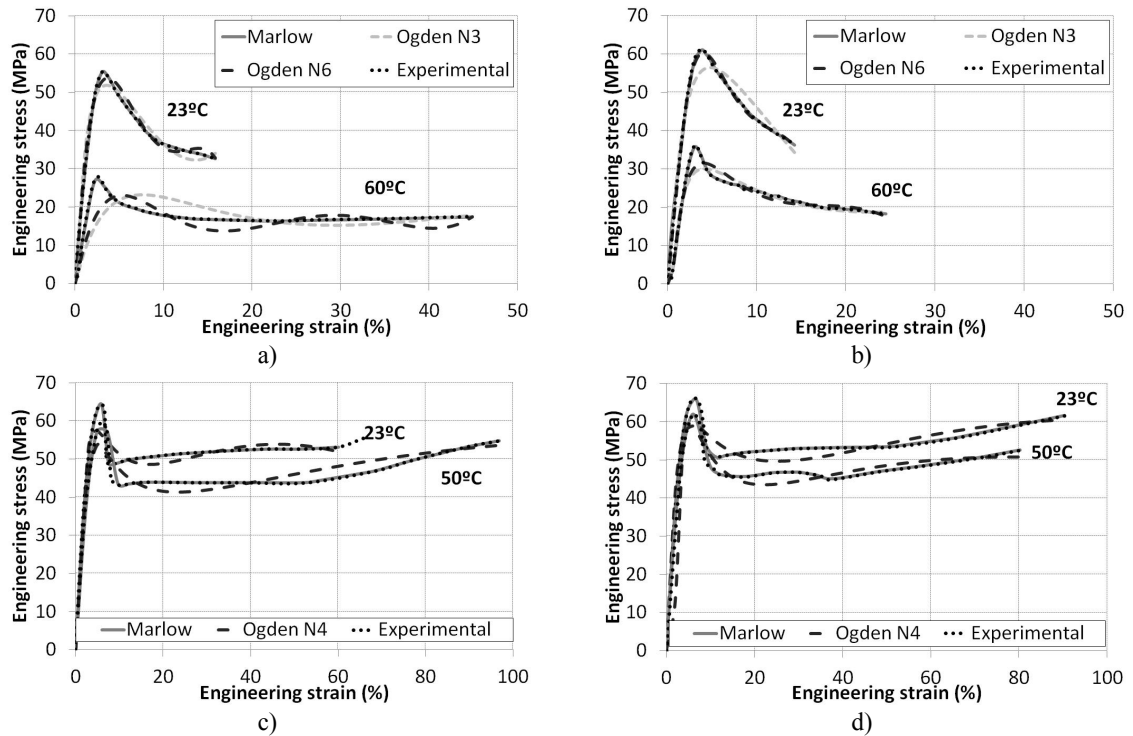 Engineering stress (MPa)
70
60
50
40
30
20
10
0
Marlow
Ogden N3
Ogden N6
Experimental
23ºC
60ºC
0 10 20 30 40 50
Engineering strain (%)
a)
Engineering stress (MPa)
70
60
50
40
30
20
10
0
Marlow
Ogden N3
Ogden N6
Experimental
23ºC
60ºC
0 10 20 30 40 50
Engineering strain (%)
b)
Engineering stress (MPa)
70
60
50
40
30
20
10
0
23ºC
50ºC
Marlow Ogden N4 Experimental
0 20 40 60 80 100
Engineering strain (%)
c)
Engineering stress (MPa)
70
60
50
40
30
20
10
0
23ºC
50ºC
Marlow Ogden N4 Experimental
0 20 40 60 80 100
Engineering strain (%)
d)